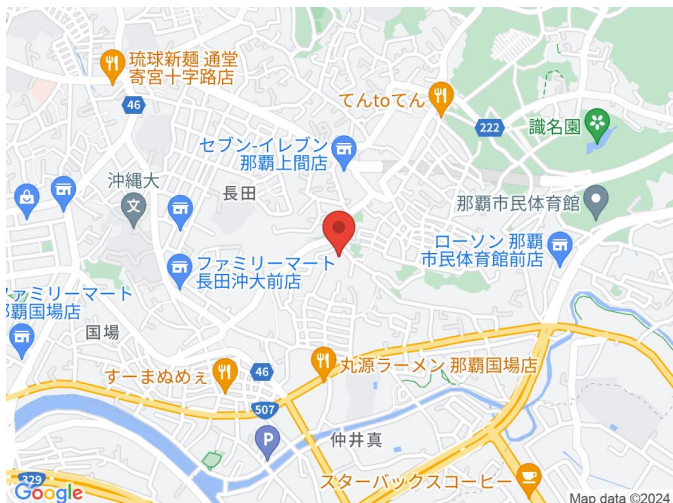 琉球新麺 通堂
寄宮十字路店
46
てんtoてん
222
識名園
セブン-イレブン
那覇上間店
沖縄大
文
長田
那覇市民体育館
ローソン 那覇
市民体育館前店
ファミリーマート
長田沖大前店
ファミリーマート
那覇国場店
国場
すーまぬめぇ
46
丸源ラーメン 那覇国場店
507
P
仲井真
329
スターバックスコーヒー
Google
Map data ©2024